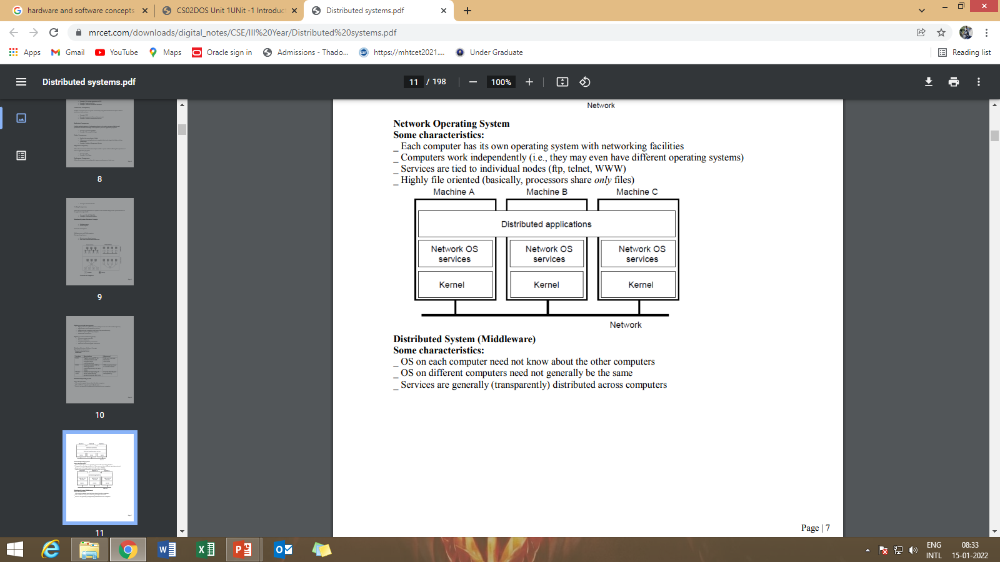 hardware and software concepts
CS02DOS Unit 1UNit -1 Introduc
Distributed systems.pdf
mrcet.com/downloads/digital_notes/CSE/III%20Year/Distributed%20systems.pdf
Apps
Gmail
YouTube
Maps
Oracle sign in
Admissions - Thado...
https://mhtcet2021....
Under Graduate
Reading list
Distributed systems.pdf
11 / 198
100%
8
9
10
11
Network
Network Operating System
Some characteristics:
_ Each computer has its own operating system with networking facilities
_ Computers work independently (i.e., they may even have different operating systems)
_ Services are tied to individual nodes (ftp, telnet, WWW)
_ Highly file oriented (basically, processors share only files)
Machine A Machine B Machine C
Distributed applications
Network OS services
Network OS services
Network OS services
Kernel Kernel Kernel
Network
Distributed System (Middleware)
Some characteristics:
_ OS on each computer need not know about the other computers
_ OS on different computers need not generally be the same
_ Services are generally (transparently) distributed across computers
Page | 7
ENG
INTL
08:33
15-01-2022